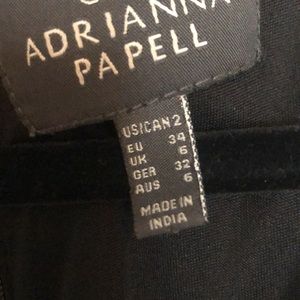 ADRIANNA
PAPELL
US|CAN 2
EU 34
UK 6
GER 32
AUS 6
MADE IN
INDIA